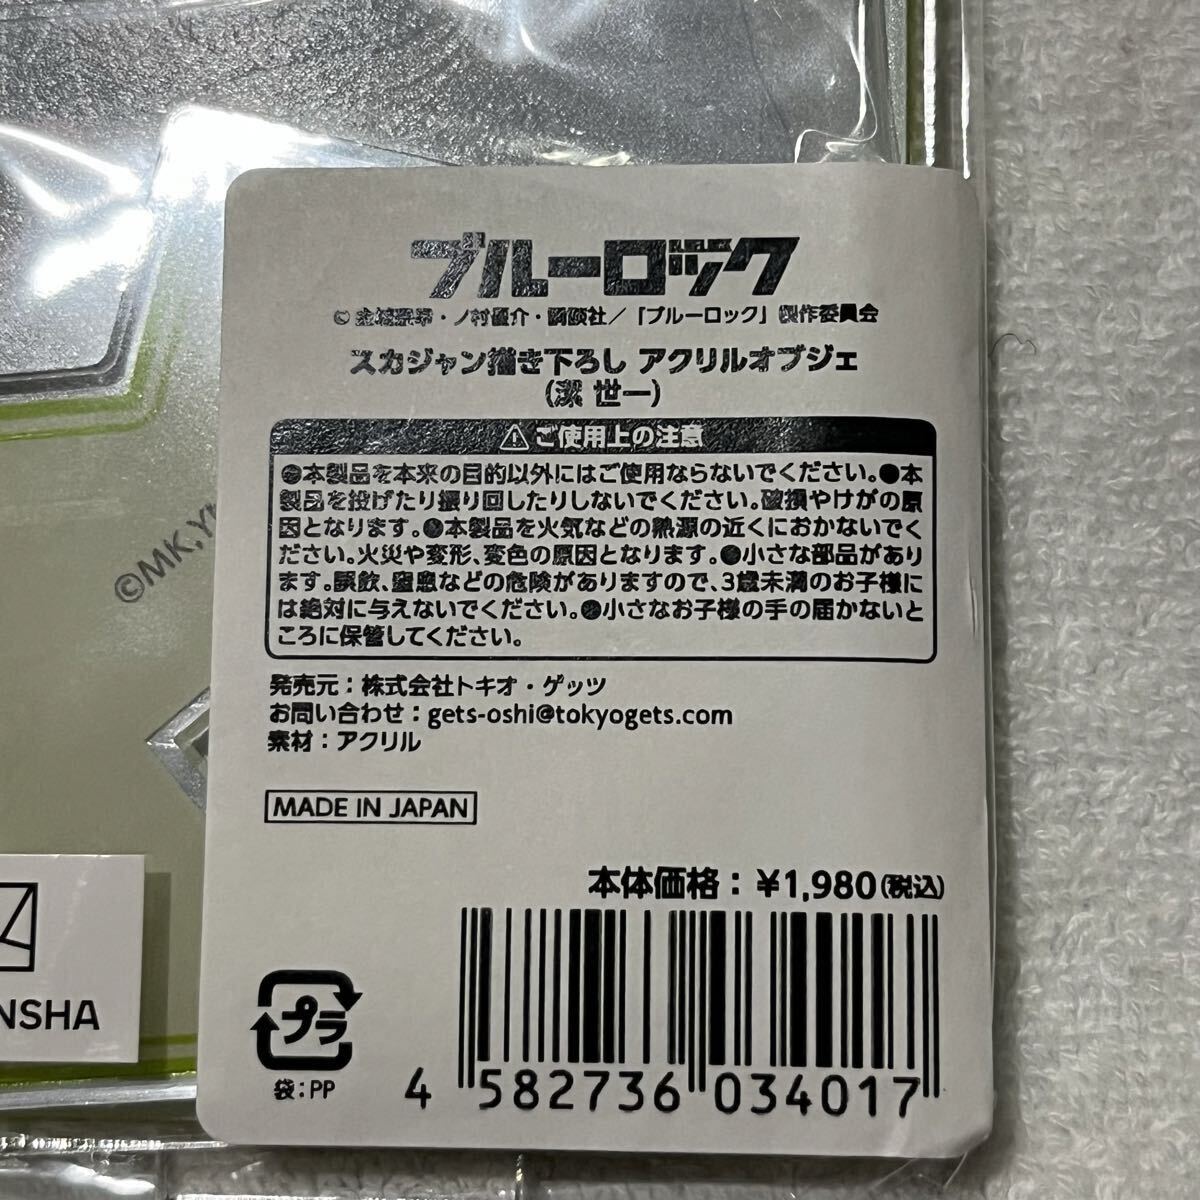 ブルーロック
BLUELOCK
© 金城宗幸・ノ村優介・講談社／「ブルーロック」製作委員会
スカジャン描き下ろし アクリルオブジェ
(潔 世一)
⚠ご使用上の注意
●本製品を本来の目的以外にはご使用ならないでください。●本
製品を投げたり振り回したりしないでください。破損やけがの原
因となります。●本製品を火気などの熱源の近くにおかないでく
ださい。火災や変形、変色の原因となります。●小さな部品があり
ます。誤飲、窒息などの危険がありますので、3歳未満のお子様に
は絶対に与えないでください。●小さなお子様の手の届かないと
ころに保管してください。
発売元：株式会社トキオ・ゲッツ
お問い合わせ：gets-oshi@tokyogets.com
素材：アクリル
MADE IN JAPAN
本体価格：¥1,980(税込)
プラ
袋:PP
4 582736 034017
©MK,Y
NSHA